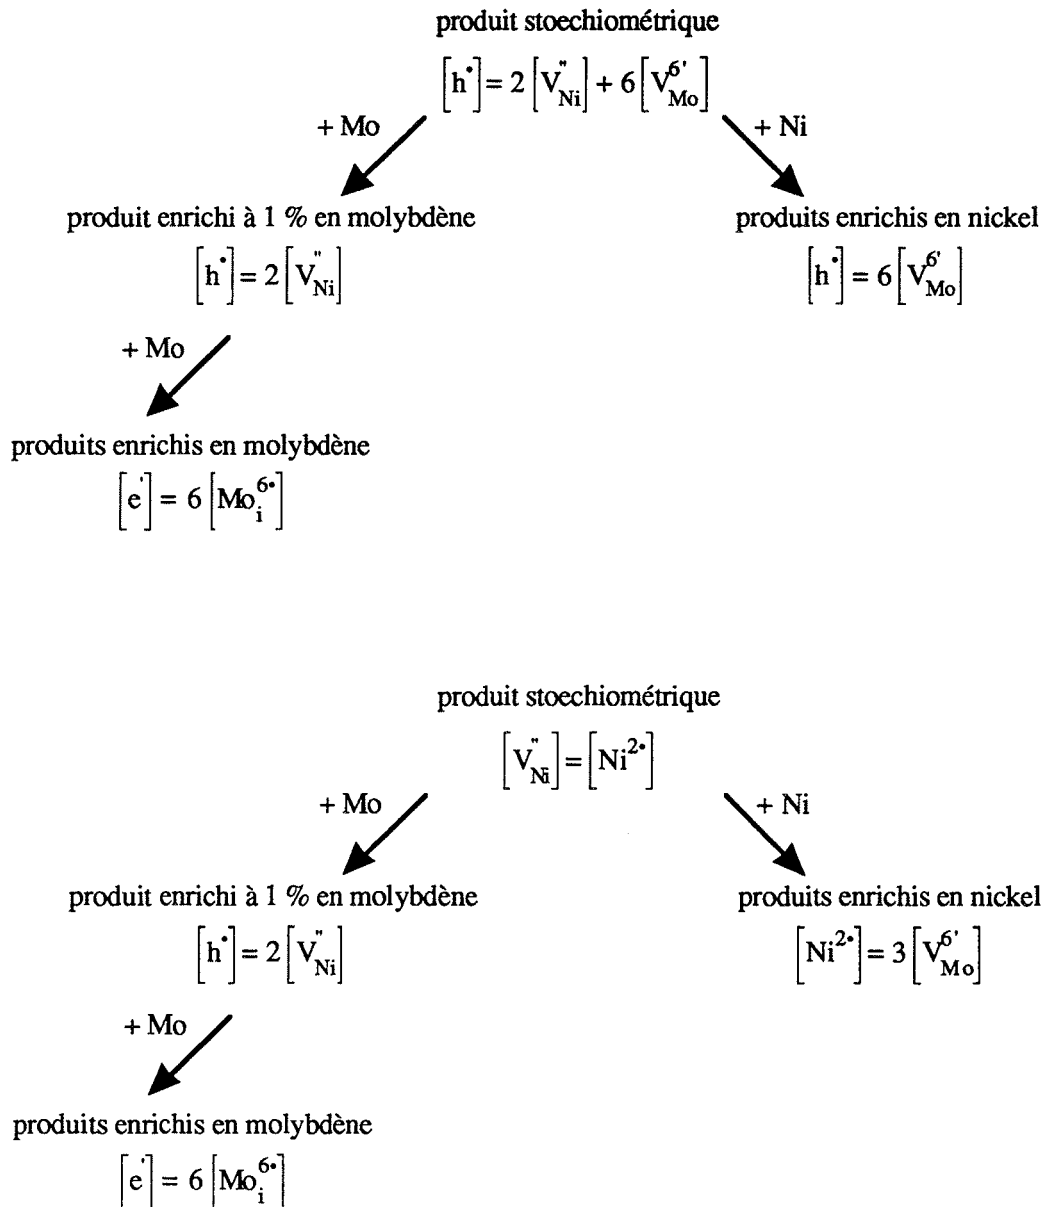 produit stoechiométrique
[h•] = 2 [V"Ni] + 6 [V6'Mo]
+ Mo
+ Ni
produit enrichi à 1 % en molybdène
produits enrichis en nickel
[h•] = 2 [V"Ni]
[h•] = 6 [V6'Mo]
+ Mo
produits enrichis en molybdène
[e'] = 6 [Mo6•i]
produit stoechiométrique
[V"Ni] = [Ni2•]
+ Mo
+ Ni
produit enrichi à 1 % en molybdène
produits enrichis en nickel
[h•] = 2 [V"Ni]
[Ni2•] = 3 [V6'Mo]
+ Mo
produits enrichis en molybdène
[e'] = 6 [Mo6•i]